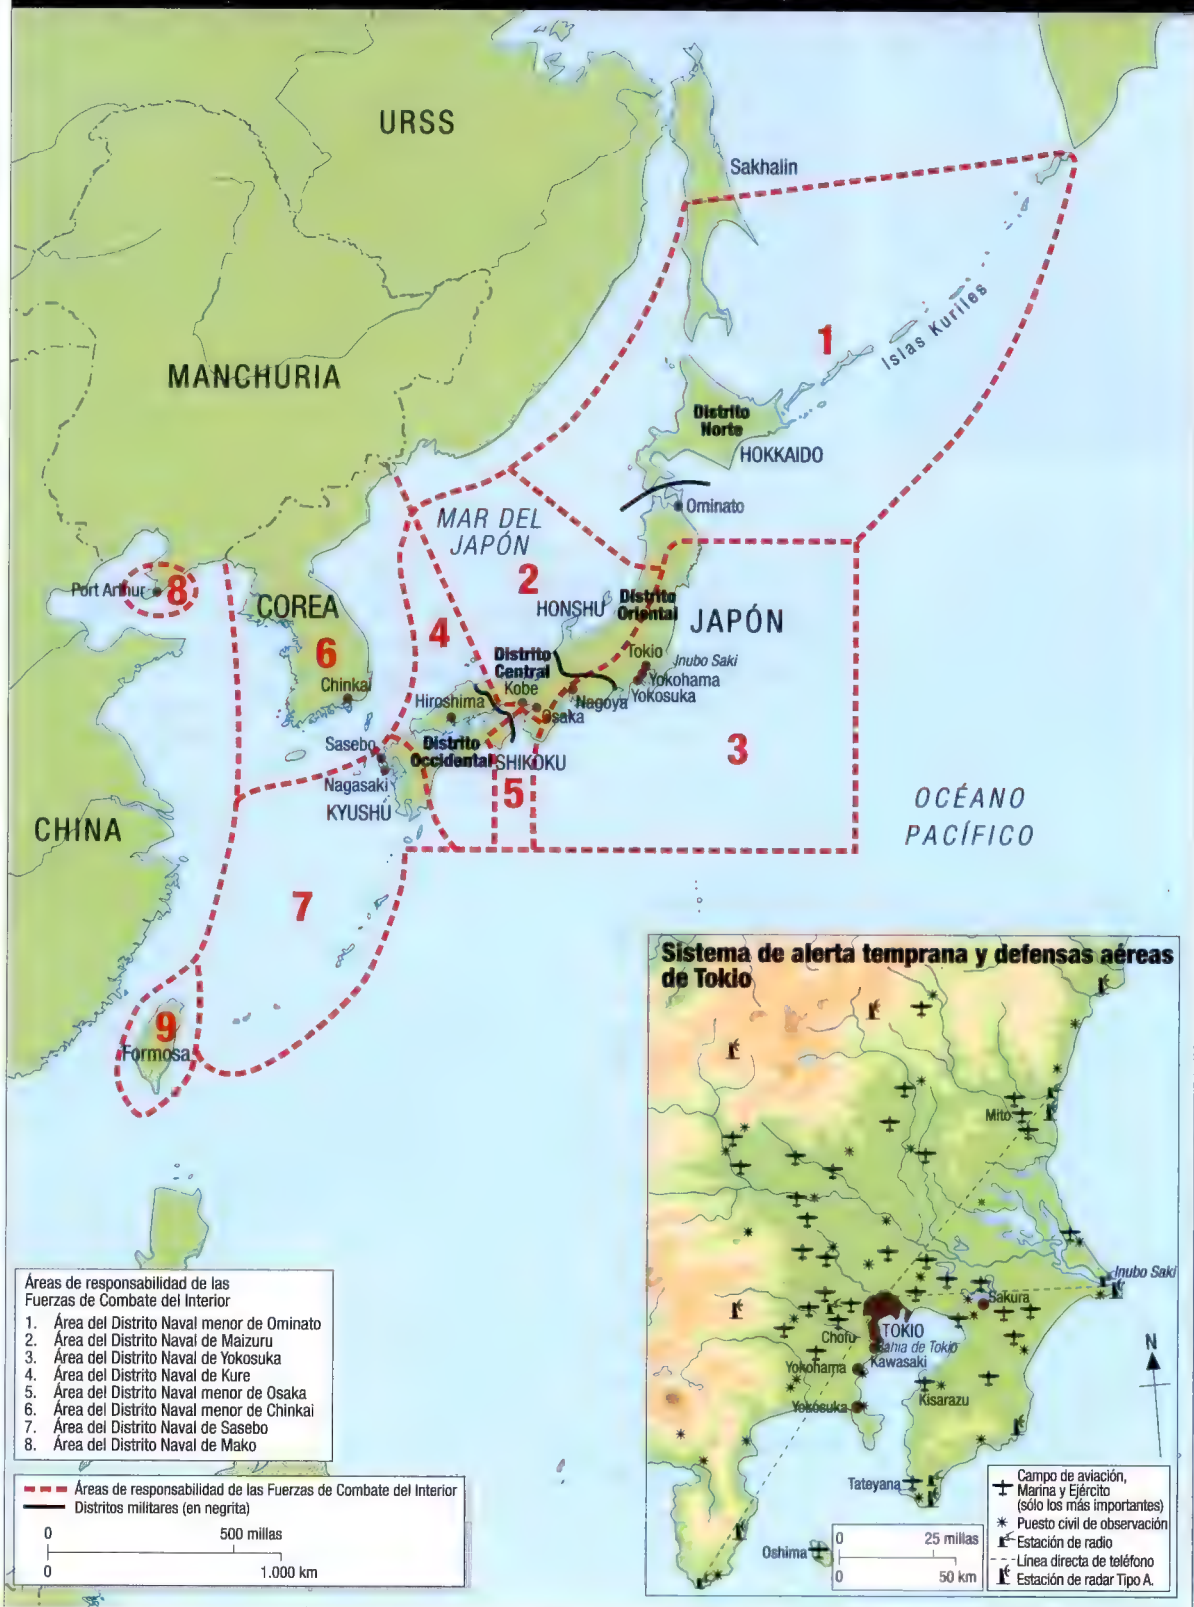 URSS
Sakhalin
1
Islas Kuriles
MANCHURIA
Distrito
Norte
HOKKAIDO
Ominato
MAR DEL
JAPÓN
Port Arthur
8
2
COREA
HONSHU
Distrito
Oriental
JAPÓN
4
6
Distrito
Central
Tokio
Inubo Saki
Chinkai
Kobe
Yokohama
Hiroshima
Nagoya
Yokosuka
Osaka
Sasebo
Distrito
Occidental
SHIKOKU
3
Nagasaki
5
KYUSHU
OCÉANO
PACÍFICO
CHINA
7
9
Formosa
Sistema de alerta temprana y defensas aéreas
de Tokio
Mito
Inubo Saki
Sakura
TOKIO
Chofu
Bahia de Tokio
Kawasaki
Yokohama
Kisarazu
Yokosuka
N
Tateyana
Oshima
0 25 millas
0 50 km
Campo de aviación,
Marina y Ejército
(sólo los más importantes)
Puesto civil de observación
Estación de radio
Línea directa de teléfono
Estación de radar Tipo A.
Áreas de responsabilidad de las
Fuerzas de Combate del Interior
1. Área del Distrito Naval menor de Ominato
2. Área del Distrito Naval de Maizuru
3. Área del Distrito Naval de Yokosuka
4. Área del Distrito Naval de Kure
5. Área del Distrito Naval menor de Osaka
6. Área del Distrito Naval menor de Chinkai
7. Área del Distrito Naval de Sasebo
8. Área del Distrito Naval de Mako
Áreas de responsabilidad de las Fuerzas de Combate del Interior
Distritos militares (en negrita)
0 500 millas
0 1.000 km